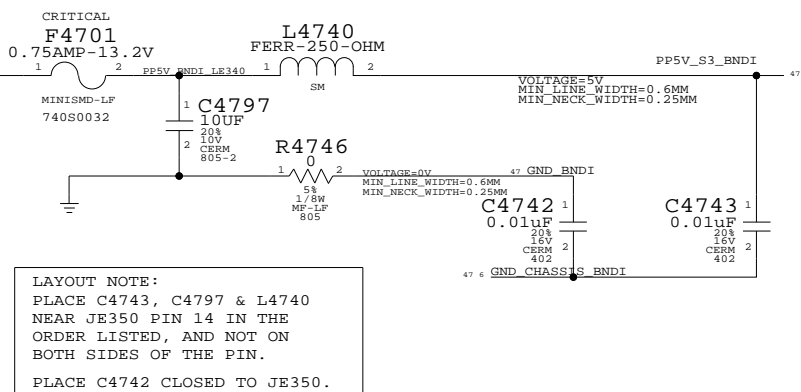 CRITICAL
F4701
0.75AMP-13.2V
1
2
MINISMD-LF
740S0032
PP5V_BNDI_LE340
L4740
FERR-250-OHM
1
2
SM
PP5V_S3_BNDI
47
VOLTAGE=5V
MIN_LINE_WIDTH=0.6MM
MIN_NECK_WIDTH=0.25MM
1
C4797
10UF
20%
10V
2
CERM
805-2
R4746
0
1
2
5%
1/8W
MF-LF
805
VOLTAGE=0V
MIN_LINE_WIDTH=0.6MM
MIN_NECK_WIDTH=0.25MM
47 GND_BNDI
C4742
1
0.01uF
20%
16V
2
CERM
402
C4743
1
0.01uF
20%
16V
2
CERM
402
47 6 GND_CHASSIS_BNDI
LAYOUT NOTE:
PLACE C4743, C4797 & L4740
NEAR JE350 PIN 14 IN THE
ORDER LISTED, AND NOT ON
BOTH SIDES OF THE PIN.
PLACE C4742 CLOSED TO JE350.